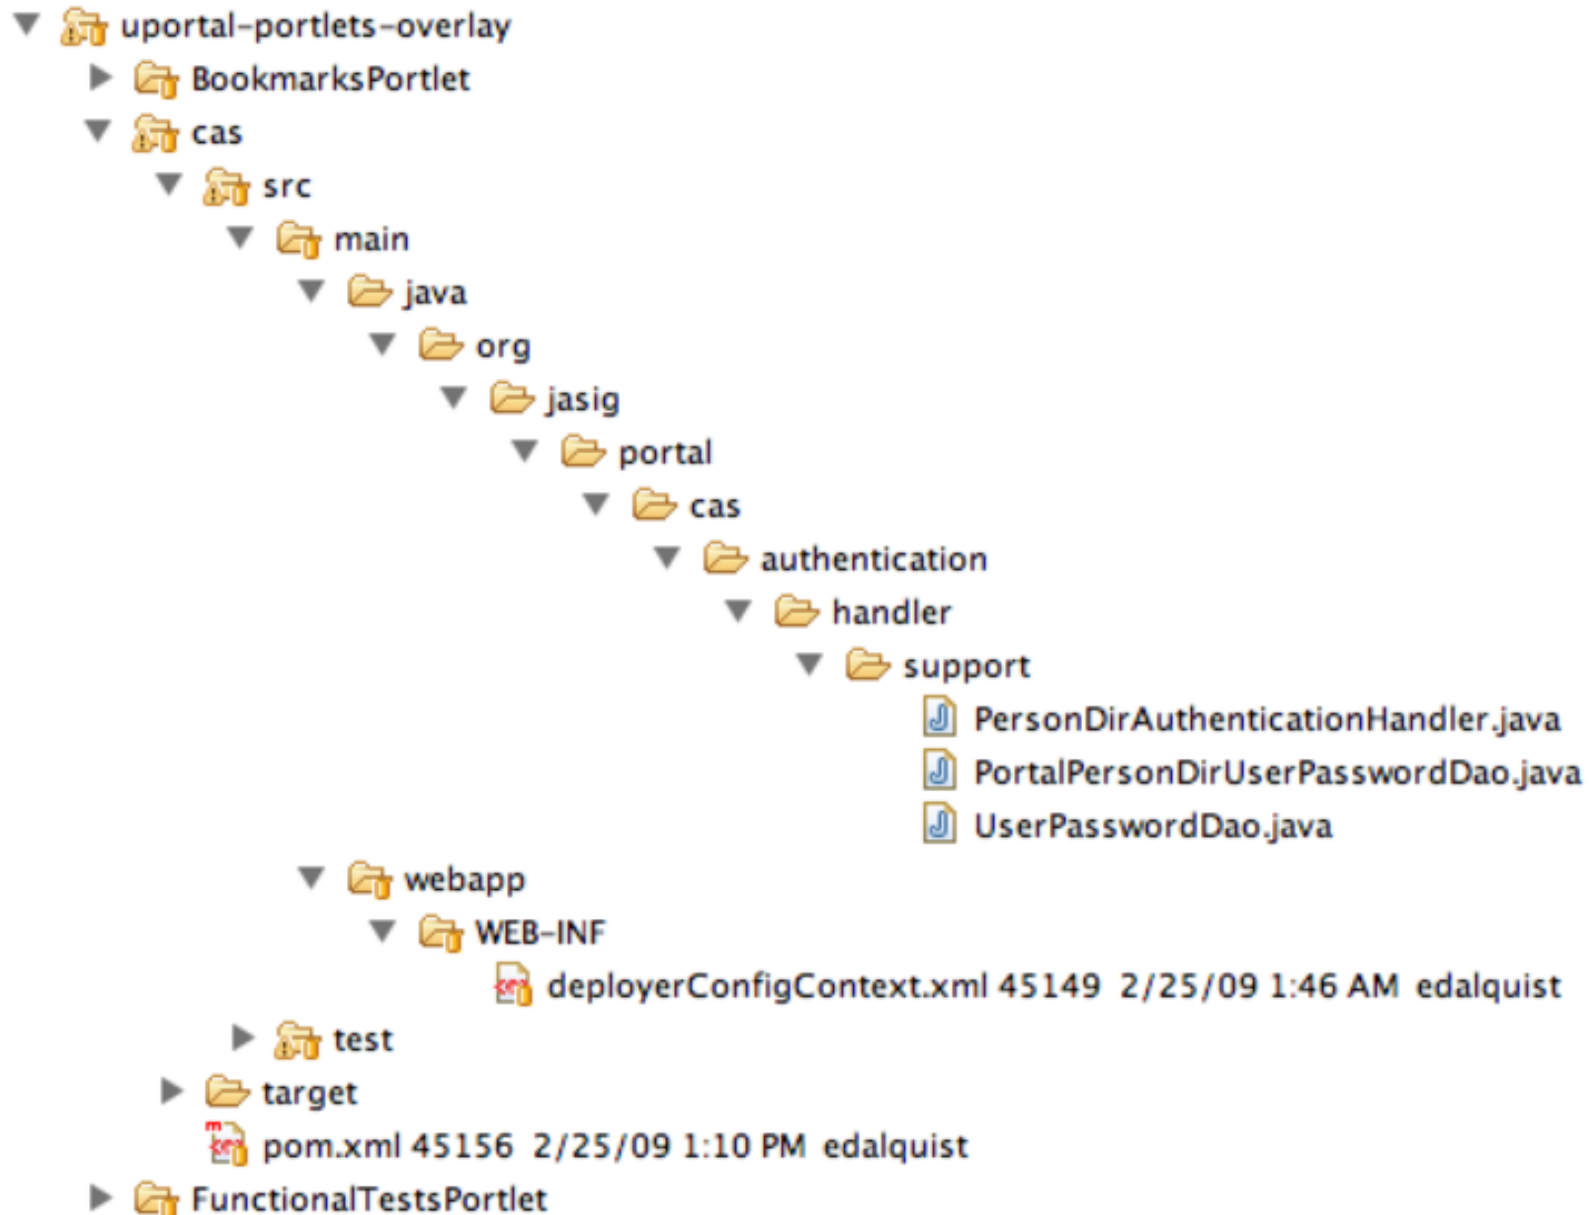 uportal-portlets-overlay
BookmarksPortlet
cas
src
main
java
org
jasig
portal
cas
authentication
handler
support
PersonDirAuthenticationHandler.java
PortalPersonDirUserPasswordDao.java
UserPasswordDao.java
webapp
WEB-INF
deployerConfigContext.xml 45149 2/25/09 1:46 AM edalquist
test
target
pom.xml 45156 2/25/09 1:10 PM edalquist
FunctionalTestsPortlet